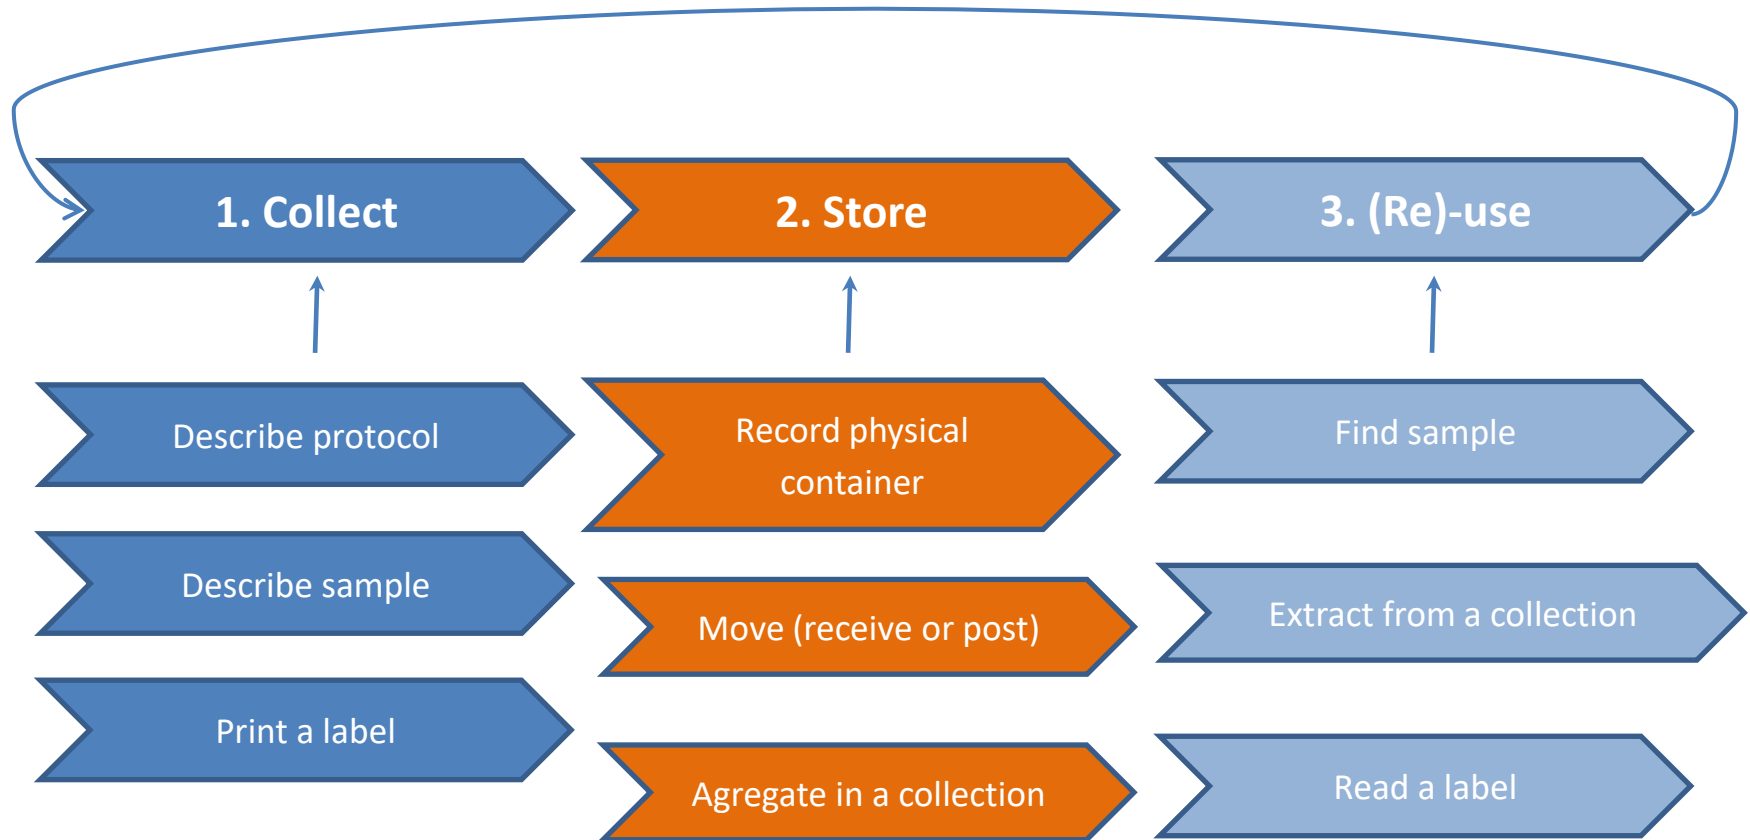 1. Collect
2. Store
3. (Re)-use
Describe protocol
Describe sample
Print a label
Record physical
container
Move (receive or post)
Agregate in a collection
Find sample
Extract from a collection
Read a label